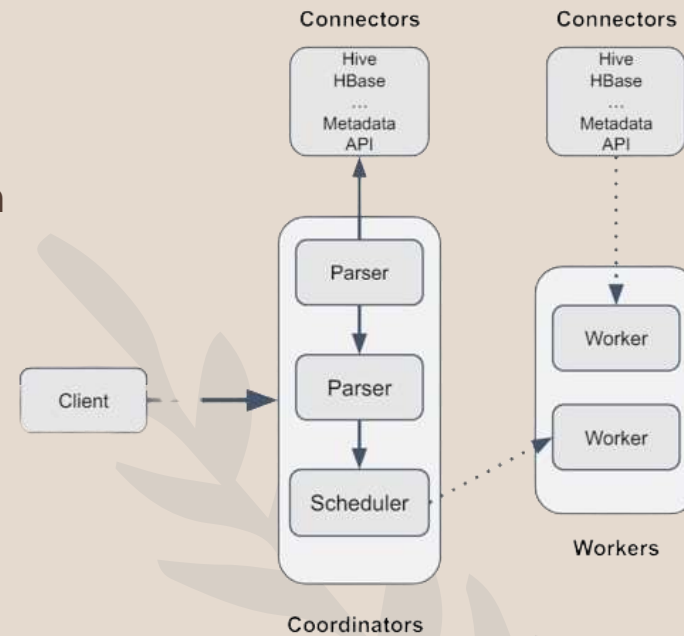 Connectors
Connectors
Hive
HBase
...
Metadata
API
Hive
HBase
...
Metadata
API
Parser
Parser
Scheduler
Client
Worker
Worker
Workers
Coordinators